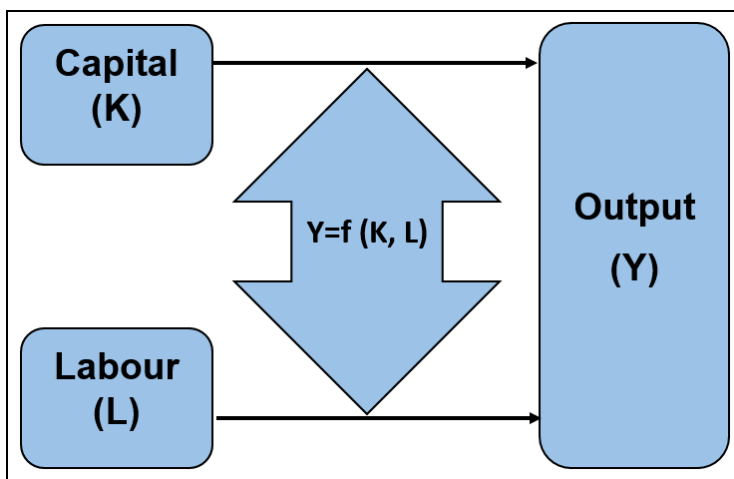 Capital
(K)
Y=f (K, L)
Output
(Y)
Labour
(L)